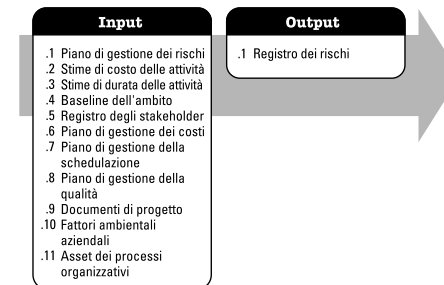 Input
.1 Piano di gestione dei rischi
.2 Stime di costo delle attività
.3 Stime di durata delle attività
.4 Baseline dell'ambito
.5 Registro degli stakeholder
.6 Piano di gestione dei costi
.7 Piano di gestione della
schedulazione
.8 Piano di gestione della
qualità
.9 Documenti di progetto
.10 Fattori ambientali
aziendali
.11 Asset dei processi
organizzativi
Output
.1 Registro dei rischi